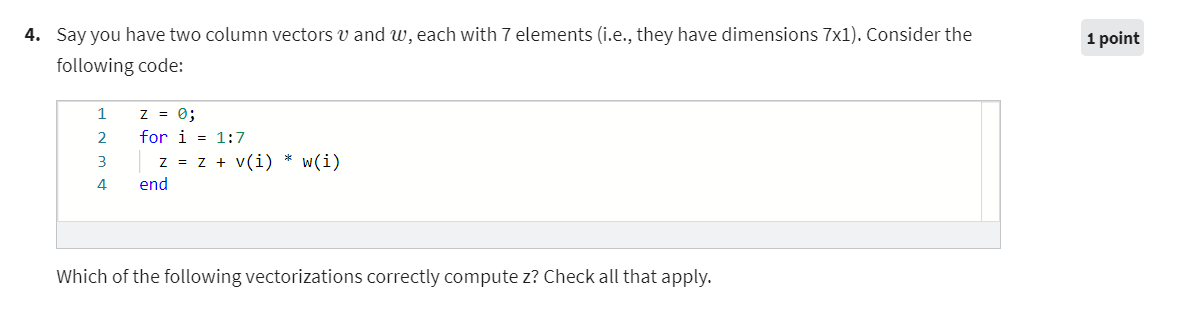 4. Say you have two column vectors v and w, each with 7 elements (i.e., they have dimensions 7x1). Consider the
1 point
following code:
1 z = 0;
2 for i = 1:7
3 z = z + v(i) * w(i)
4 end
Which of the following vectorizations correctly compute z? Check all that apply.